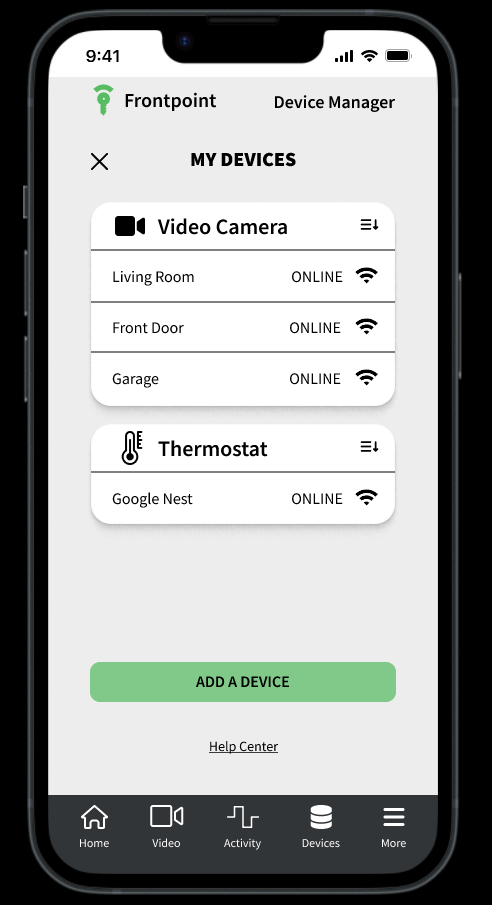 9:41
Frontpoint
Device Manager
MY DEVICES
Video Camera
Living Room ONLINE
Front Door ONLINE
Garage ONLINE
Thermostat
Google Nest ONLINE
ADD A DEVICE
Help Center
Home Video Activity Devices More